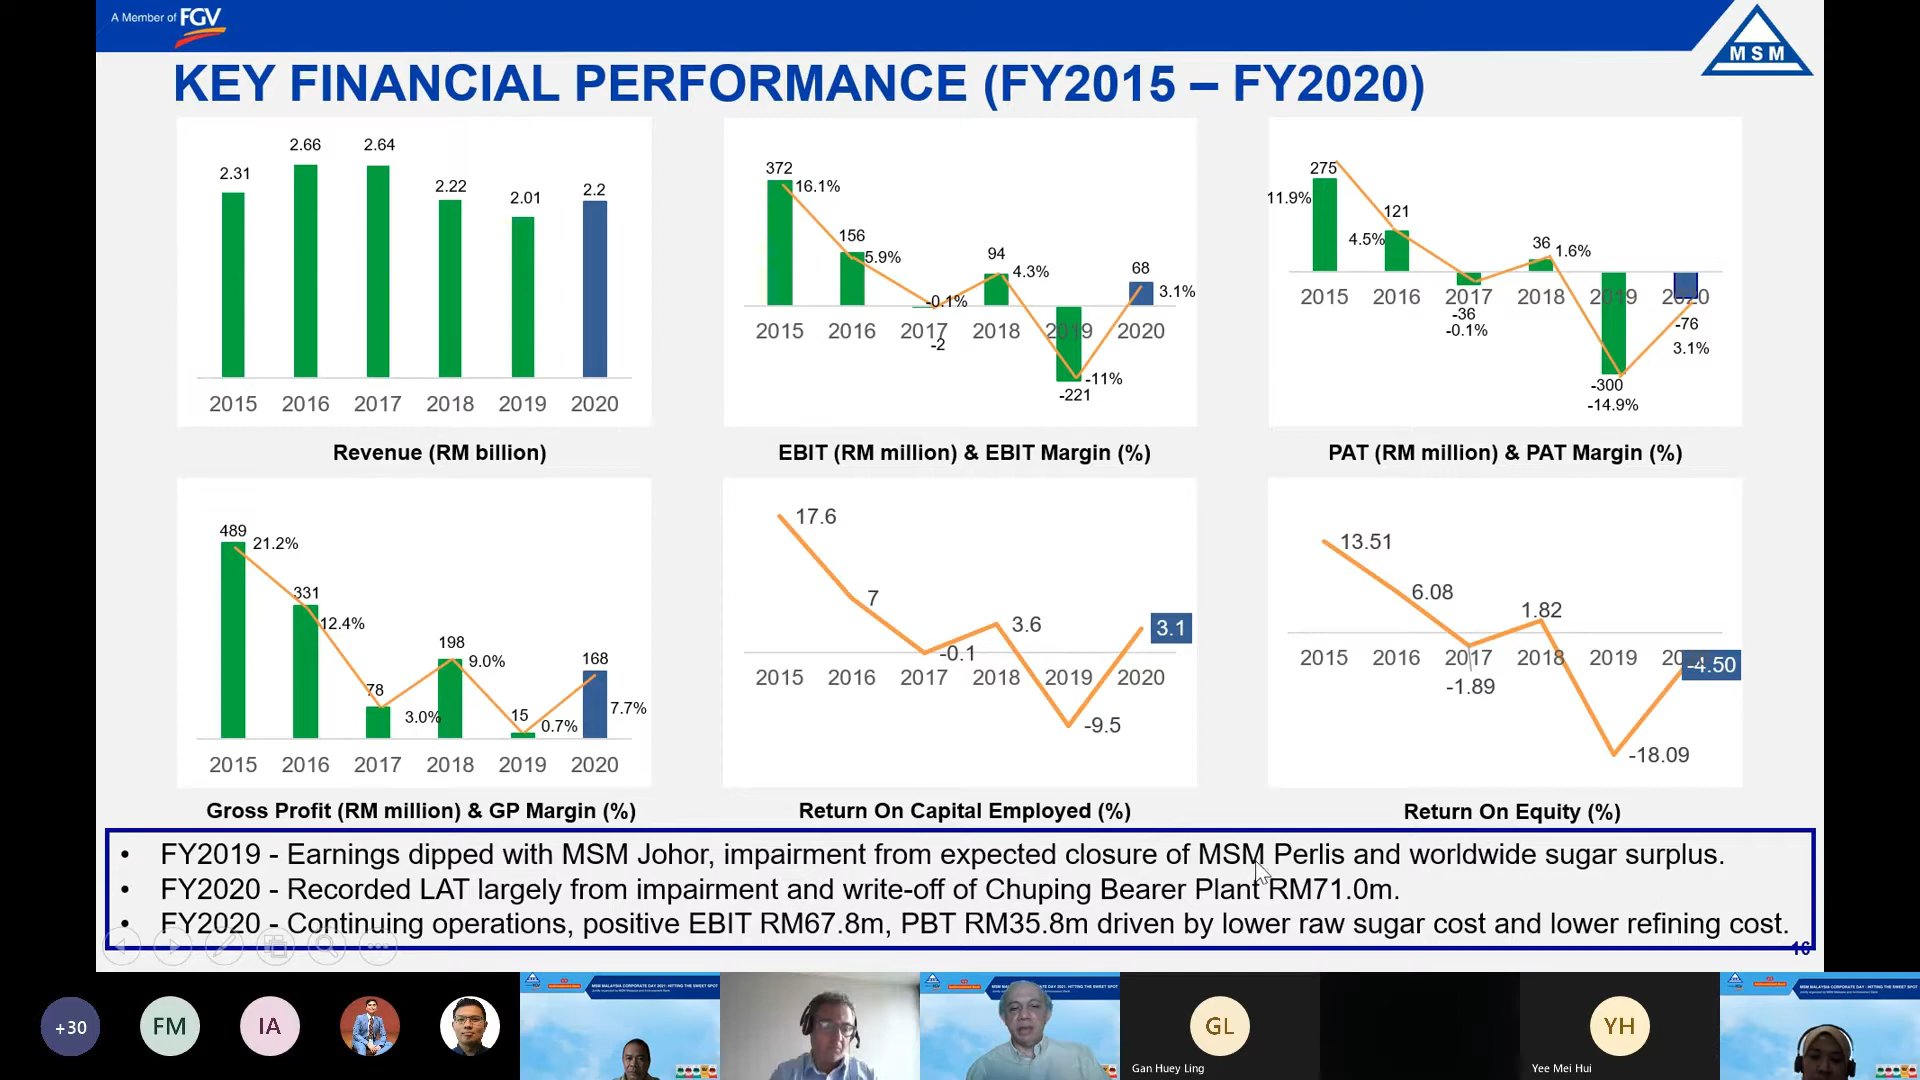 A Member of FGV
MSM
KEY FINANCIAL PERFORMANCE (FY2015 – FY2020)
2.31
2.66
2.64
2.22
2.01
2.2
2015 2016 2017 2018 2019 2020
Revenue (RM billion)
372
16.1%
156
5.9%
-0.1%
-2
94
4.3%
-11%
-221
68
3.1%
2015 2016 2017 2018 2019 2020
EBIT (RM million) & EBIT Margin (%)
275
11.9%
121
4.5%
-36
-0.1%
36
1.6%
-300
-14.9%
-76
3.1%
2015 2016 2017 2018 2019 2020
PAT (RM million) & PAT Margin (%)
489
21.2%
331
12.4%
78
3.0%
198
9.0%
15
0.7%
168
7.7%
2015 2016 2017 2018 2019 2020
Gross Profit (RM million) & GP Margin (%)
17.6
7
-0.1
3.6
-9.5
3.1
2015 2016 2017 2018 2019 2020
Return On Capital Employed (%)
13.51
6.08
-1.89
1.82
-18.09
-4.50
2015 2016 2017 2018 2019
Return On Equity (%)
• FY2019 - Earnings dipped with MSM Johor, impairment from expected closure of MSM Perlis and worldwide sugar surplus.
• FY2020 - Recorded LAT largely from impairment and write-off of Chuping Bearer Plant RM71.0m.
• FY2020 - Continuing operations, positive EBIT RM67.8m, PBT RM35.8m driven by lower raw sugar cost and lower refining cost.
16
+30
FM
IA
MSM MALAYSIA CORPORATE DAY 2021: HITTING THE SWEET SPOT
GL
Gan Huey Ling
YH
Yee Mei Hui